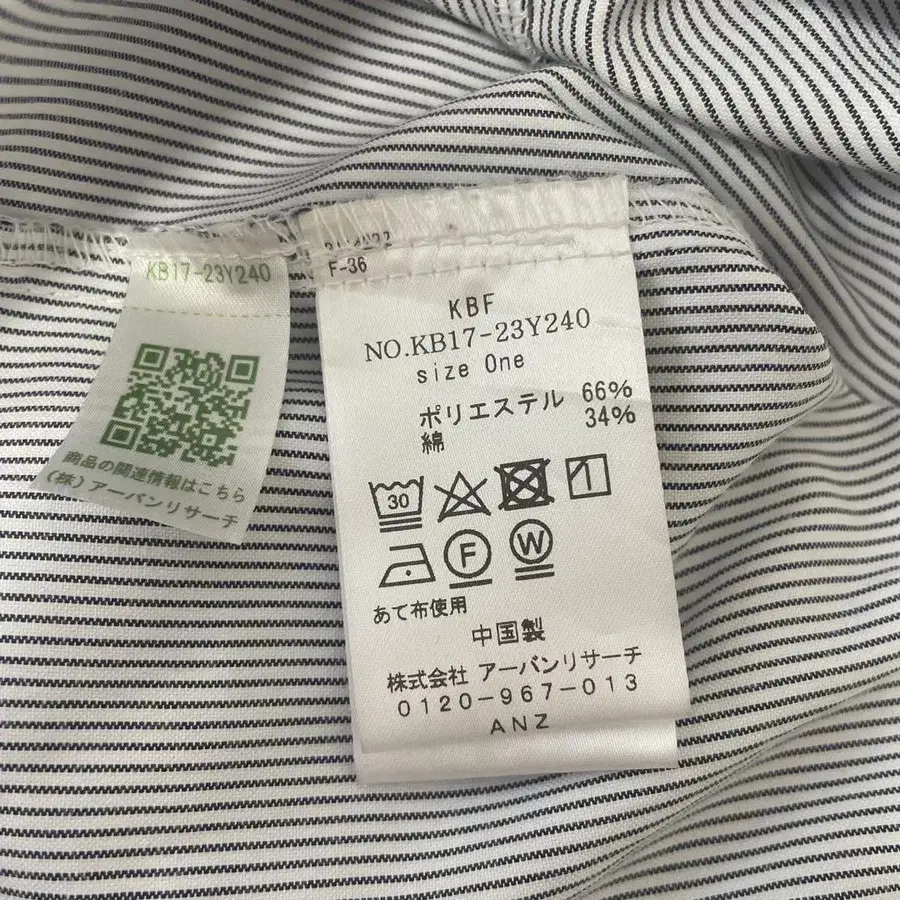 KB17-23Y240
商品の関連情報はこちら
(株)アーバンリサーチ
F-36
KBF
NO.KB17-23Y240
size One
ポリエステル 66%
綿 34%
30
F
W
あて布使用
中国製
株式会社 アーバンリサーチ
0120-967-013
ANZ